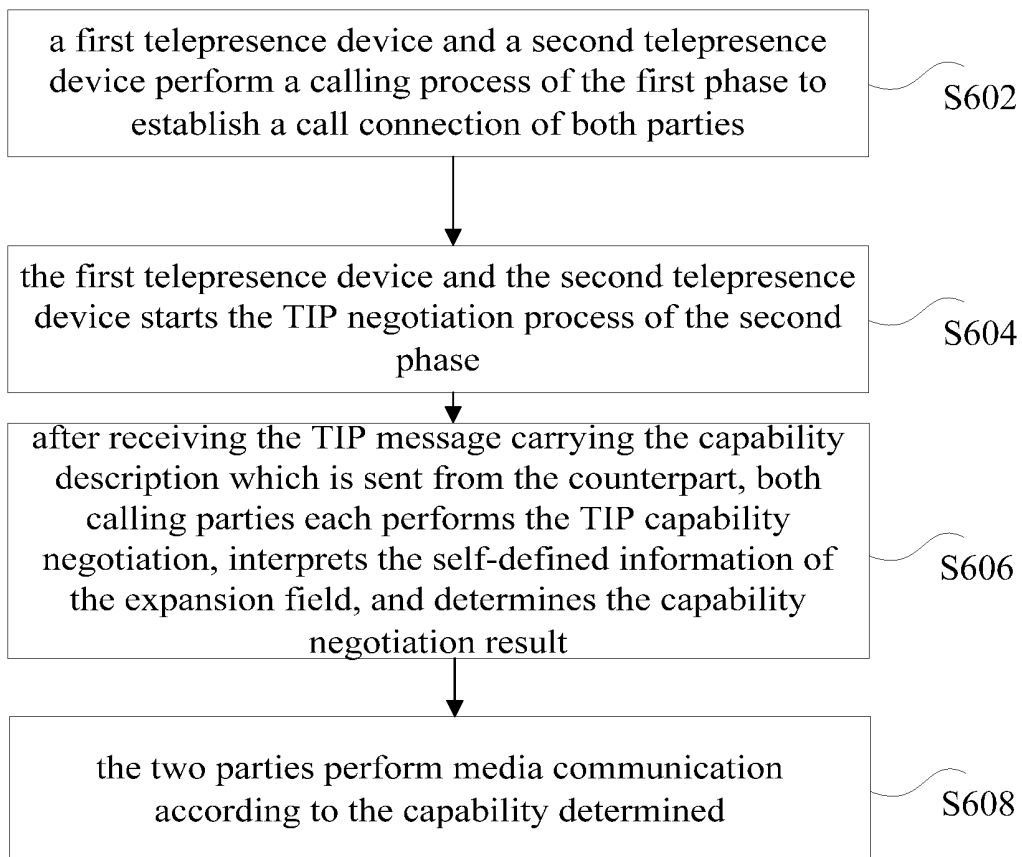 a first telepresence device and a second telepresence
device perform a calling process of the first phase to
establish a call connection of both parties
S602
the first telepresence device and the second telepresence
device starts the TIP negotiation process of the second
phase
S604
after receiving the TIP message carrying the capability
description which is sent from the counterpart, both
calling parties each performs the TIP capability
negotiation, interprets the self-defined information of
the expansion field, and determines the capability
negotiation result
S606
the two parties perform media communication
according to the capability determined
S608